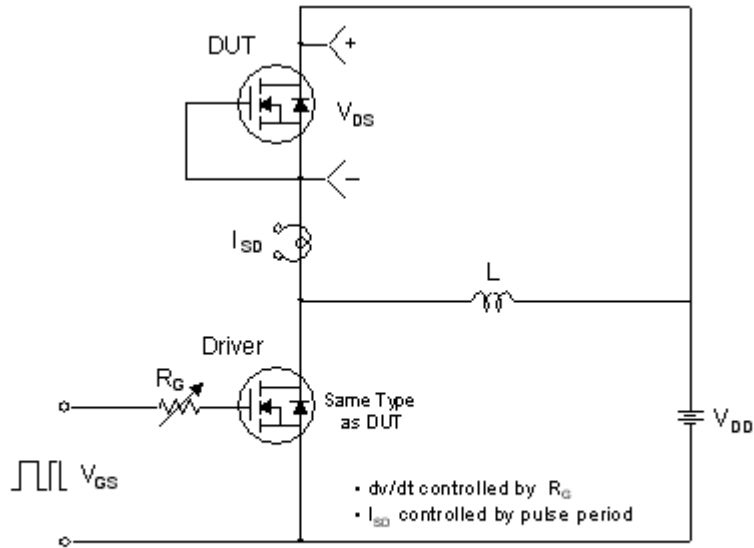 DUT
+
V_DS
−
I_SD
L
Driver
R_G
Same Type
as DUT
V_DD
V_GS
• dv/dt controlled by R_G
• I_SD controlled by pulse period